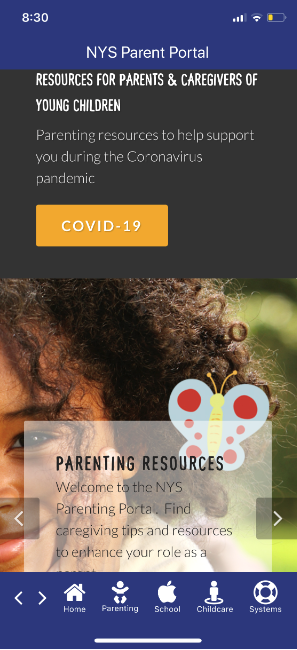 8:30
NYS Parent Portal
RESOURCES FOR PARENTS & CAREGIVERS OF
YOUNG CHILDREN
Parenting resources to help support
you during the Coronavirus
pandemic
COVID-19
PARENTING RESOURCES
Welcome to the NYS
Parenting Portal. Find
caregiving tips and resources
to enhance your role as a
parent
Home
Parenting
School
Childcare
Systems